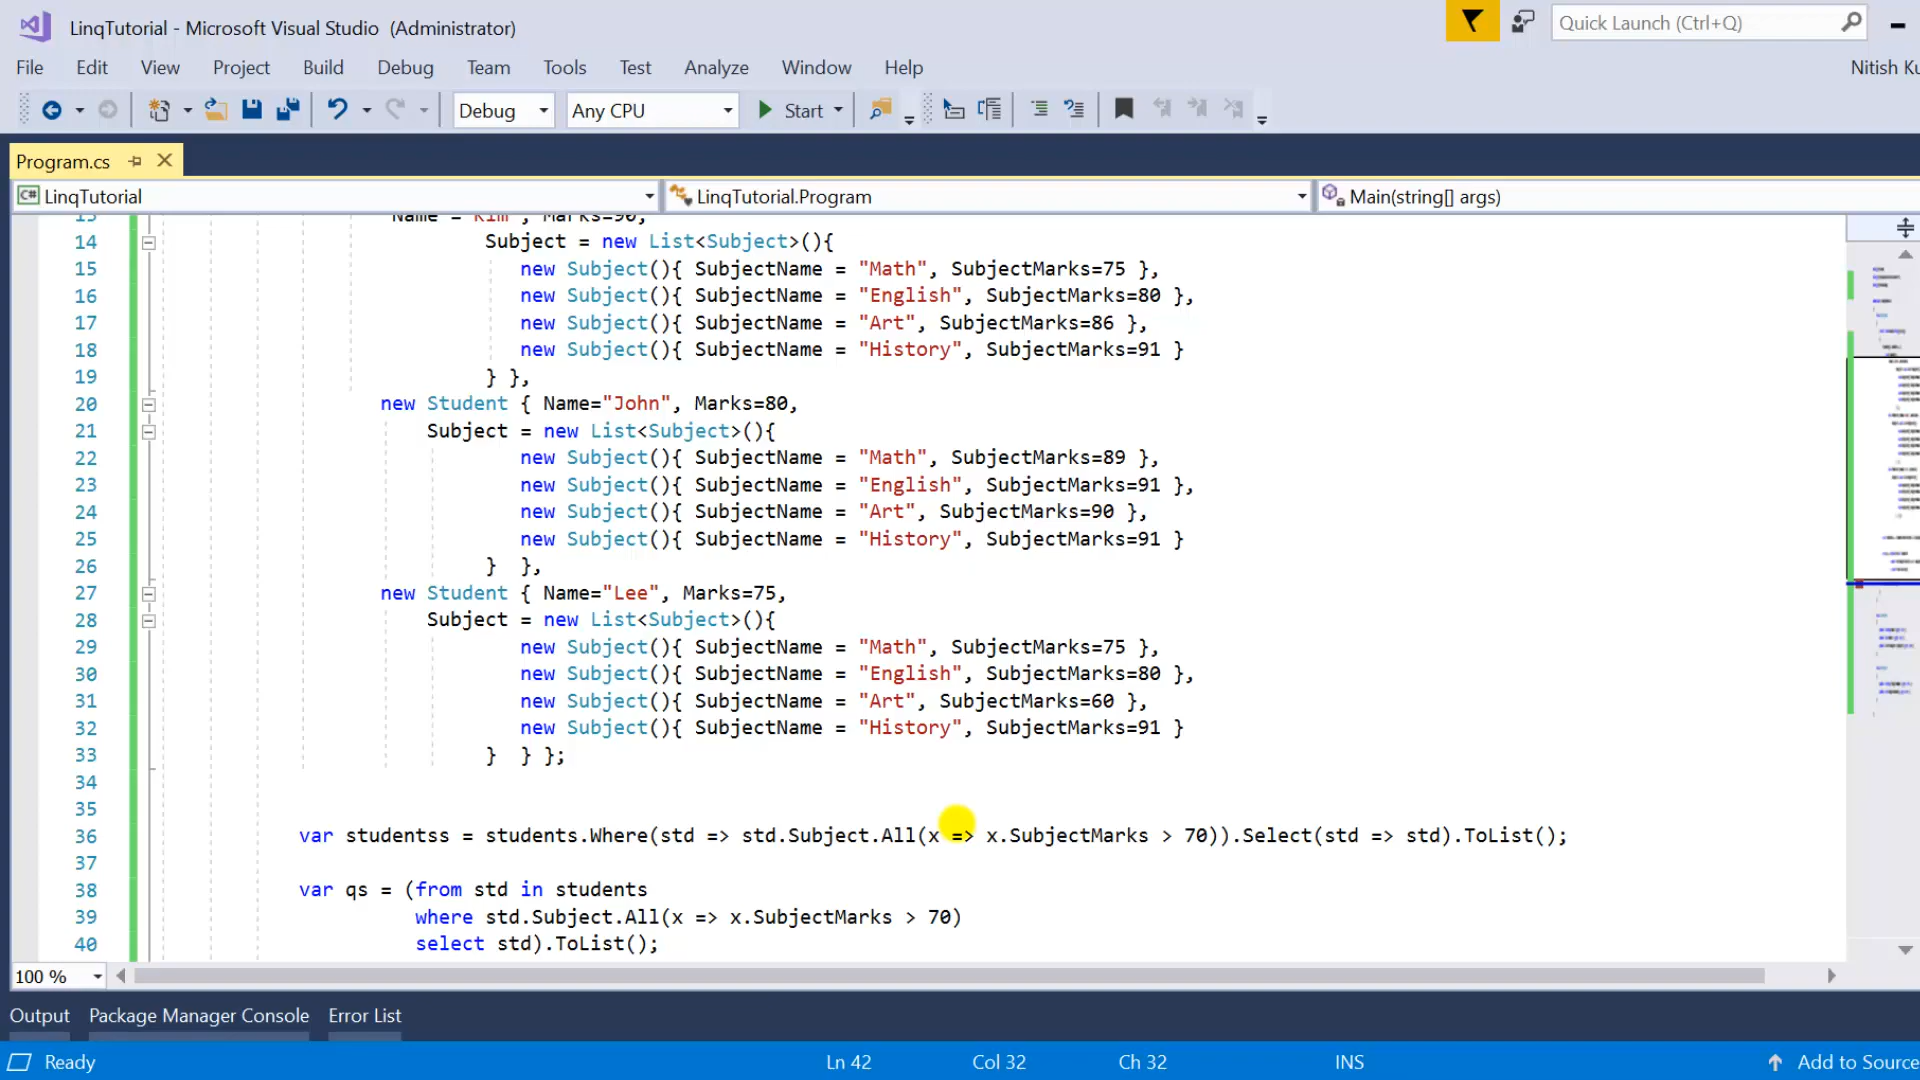 LinqTutorial - Microsoft Visual Studio (Administrator)
Quick Launch (Ctrl+Q)
File Edit View Project Build Debug Team Tools Test Analyze Window Help
Nitish Ku
Debug Any CPU Start
Program.cs
C# LinqTutorial LinqTutorial.Program Main(string[] args)
13 Name = "Kim", Marks=90,
14 Subject = new List<Subject>(){
15 new Subject(){ SubjectName = "Math", SubjectMarks=75 },
16 new Subject(){ SubjectName = "English", SubjectMarks=80 },
17 new Subject(){ SubjectName = "Art", SubjectMarks=86 },
18 new Subject(){ SubjectName = "History", SubjectMarks=91 }
19 } },
20 new Student { Name="John", Marks=80,
21 Subject = new List<Subject>(){
22 new Subject(){ SubjectName = "Math", SubjectMarks=89 },
23 new Subject(){ SubjectName = "English", SubjectMarks=91 },
24 new Subject(){ SubjectName = "Art", SubjectMarks=90 },
25 new Subject(){ SubjectName = "History", SubjectMarks=91 }
26 } },
27 new Student { Name="Lee", Marks=75,
28 Subject = new List<Subject>(){
29 new Subject(){ SubjectName = "Math", SubjectMarks=75 },
30 new Subject(){ SubjectName = "English", SubjectMarks=80 },
31 new Subject(){ SubjectName = "Art", SubjectMarks=60 },
32 new Subject(){ SubjectName = "History", SubjectMarks=91 }
33 } } };
34
35
36 var studentss = students.Where(std => std.Subject.All(x => x.SubjectMarks > 70)).Select(std => std).ToList();
37
38 var qs = (from std in students
39 where std.Subject.All(x => x.SubjectMarks > 70)
40 select std).ToList();
100 %
Output Package Manager Console Error List
Ready Ln 42 Col 32 Ch 32 INS Add to Source